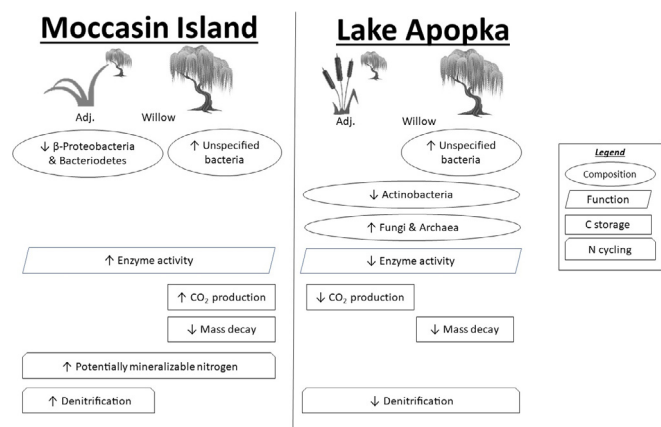 Moccasin Island
Adj.
Willow
↓ β-Proteobacteria
& Bacteriodetes
↑ Unspecified
bacteria
↑ Enzyme activity
↑ CO₂ production
↓ Mass decay
↑ Potentially mineralizable nitrogen
↑ Denitrification
Lake Apopka
Adj.
Willow
↑ Unspecified
bacteria
↓ Actinobacteria
↑ Fungi & Archaea
↓ Enzyme activity
↓ CO₂ production
↓ Mass decay
↓ Denitrification
Legend
Composition
Function
C storage
N cycling